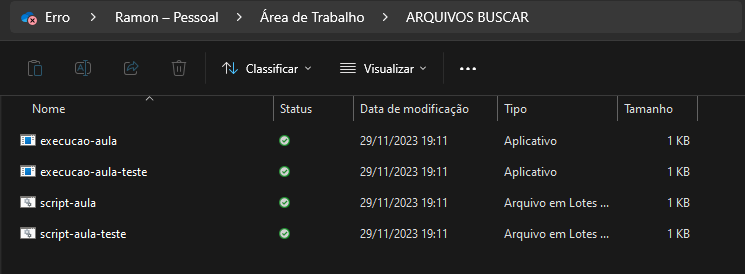 Erro > Ramon – Pessoal > Área de Trabalho > ARQUIVOS BUSCAR
Classificar Visualizar ...
Nome Status Data de modificação Tipo Tamanho
execucao-aula 29/11/2023 19:11 Aplicativo 1 KB
execucao-aula-teste 29/11/2023 19:11 Aplicativo 1 KB
script-aula 29/11/2023 19:11 Arquivo em Lotes ... 1 KB
script-aula-teste 29/11/2023 19:11 Arquivo em Lotes ... 1 KB